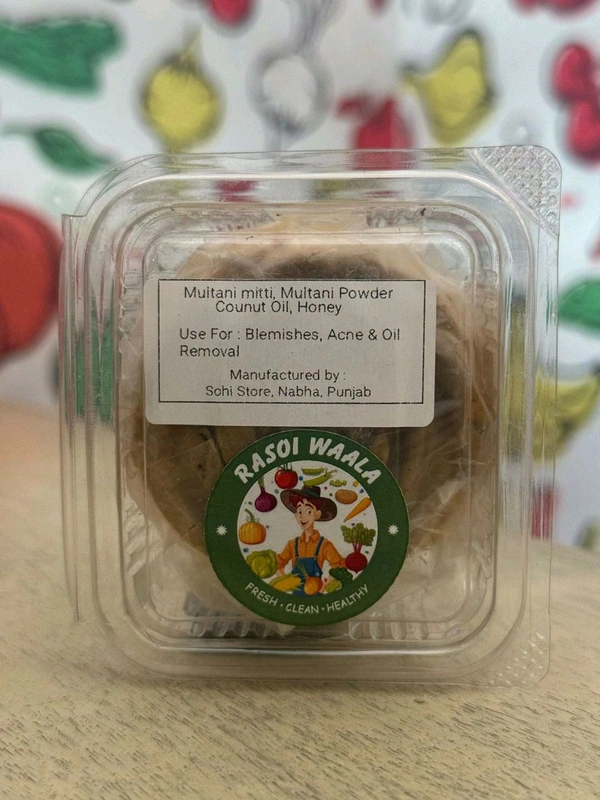 Multani mitti, Multani Powder
Counut Oil, Honey
Use For : Blemishes, Acne & Oil
Removal
Manufactured by :
Sohi Store, Nabha, Punjab
RASOI WAALA
FRESH • CLEAN • HEALTHY